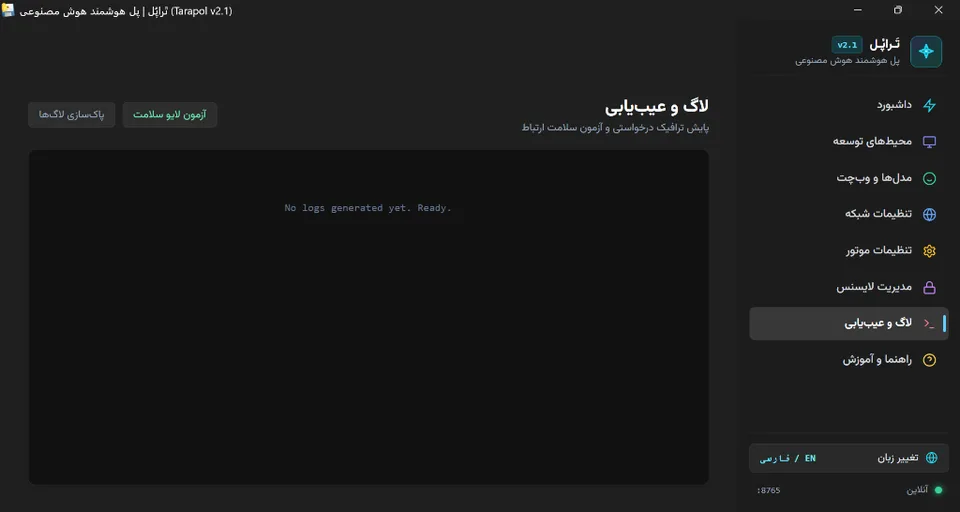 تَراپُل | پل هوشمند هوش مصنوعی (Tarapol v2.1)
تَراپُل v2.1
پل هوشمند هوش مصنوعی
داشبورد
محیط‌های توسعه
مدل‌ها و وب‌چت
تنظیمات شبکه
تنظیمات موتور
مدیریت لایسنس
لاگ و عیب‌یابی
راهنما و آموزش
تغییر زبان
فارسی / EN
آنلاین
:8765
لاگ و عیب‌یابی
پایش ترافیک درخواستی و آزمون سلامت ارتباط
آزمون لایو سلامت
پاک‌سازی لاگ‌ها
No logs generated yet. Ready.